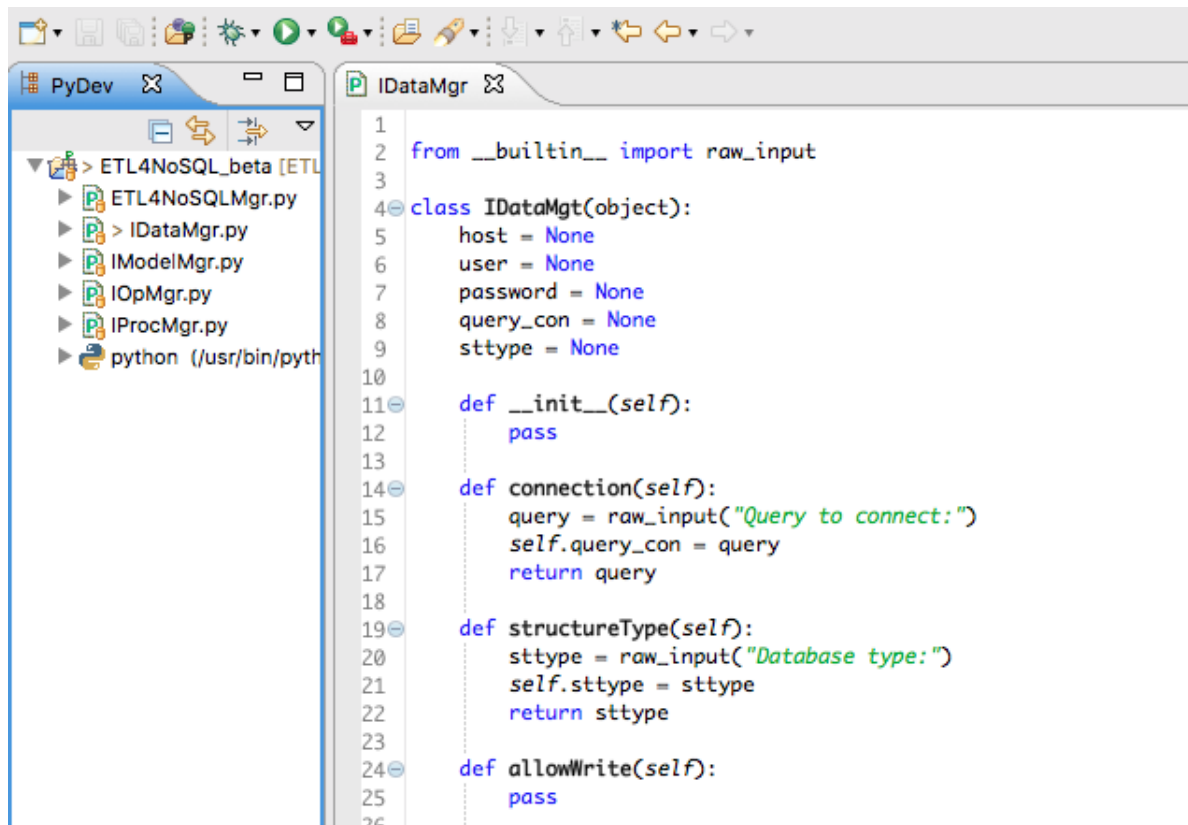 PyDev
IDataMgr
> ETL4NoSQL_beta [ETL
ETL4NoSQLMgr.py
> IDataMgr.py
IModelMgr.py
IOpMgr.py
IProcMgr.py
python (/usr/bin/pyth
1
2 from __builtin__ import raw_input
3
4 class IDataMgt(object):
5     host = None
6     user = None
7     password = None
8     query_con = None
9     sttype = None
10
11     def __init__(self):
12         pass
13
14     def connection(self):
15         query = raw_input("Query to connect:")
16         self.query_con = query
17         return query
18
19     def structureType(self):
20         sttype = raw_input("Database type:")
21         self.sttype = sttype
22         return sttype
23
24     def allowWrite(self):
25         pass